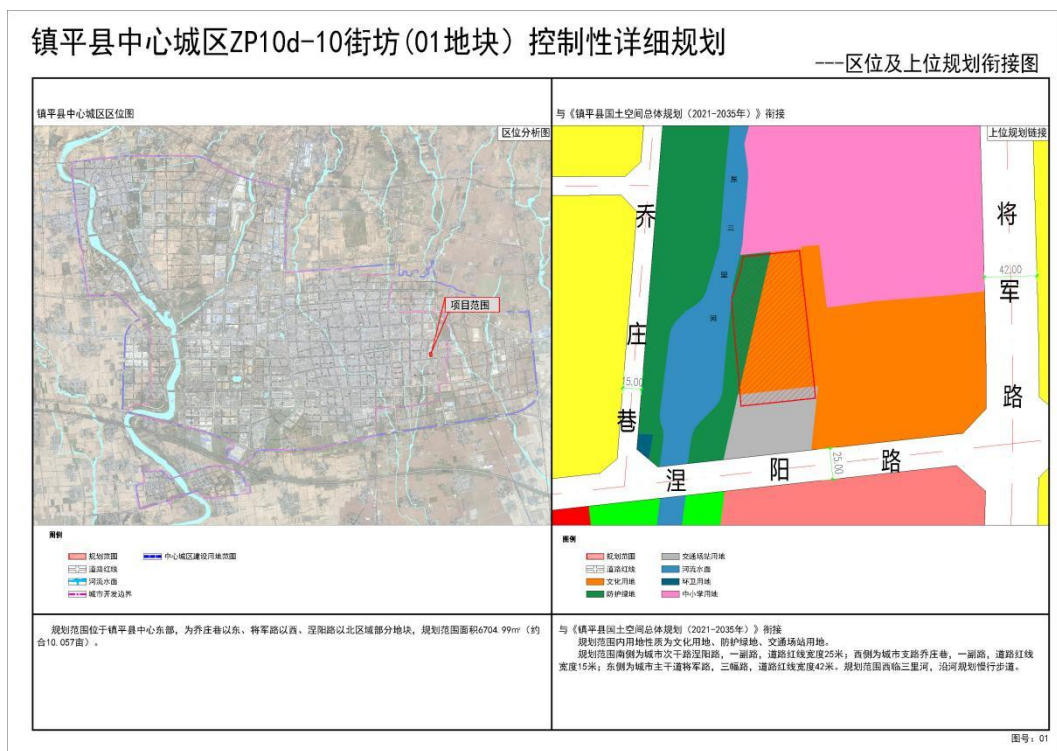 镇平县中心城区ZP10d-10街坊(01地块）控制性详细规划
---区位及上位规划衔接图
镇平县中心城区区位图
区位分析图
项目范围
图例
规划范围
中心城区建设用地范围
道路红线
河流水面
城市开发边界
规划范围位于镇平县中心东部，为乔庄巷以东、将军路以西、涅阳路以北区域部分地块，规划范围面积6704.99㎡（约
合10.057亩）。
与《镇平县国土空间总体规划（2021-2035年）》衔接
上位规划链接
东三里河
乔庄巷
15.00
将军路
42.00
涅阳路
25.00
图例
规划范围
交通场站用地
道路红线
河流水面
文化用地
环卫用地
防护绿地
中小学用地
与《镇平县国土空间总体规划（2021-2035年）》衔接
规划范围内用地性质为文化用地、防护绿地、交通场站用地。
规划范围南侧为城市次干路涅阳路，一副路，道路红线宽度25米；西侧为城市支路乔庄巷，一副路，道路红线
宽度15米；东侧为城市主干道将军路，三幅路，道路红线宽度42米。规划范围西临三里河，沿河规划慢行步道。
图号：01